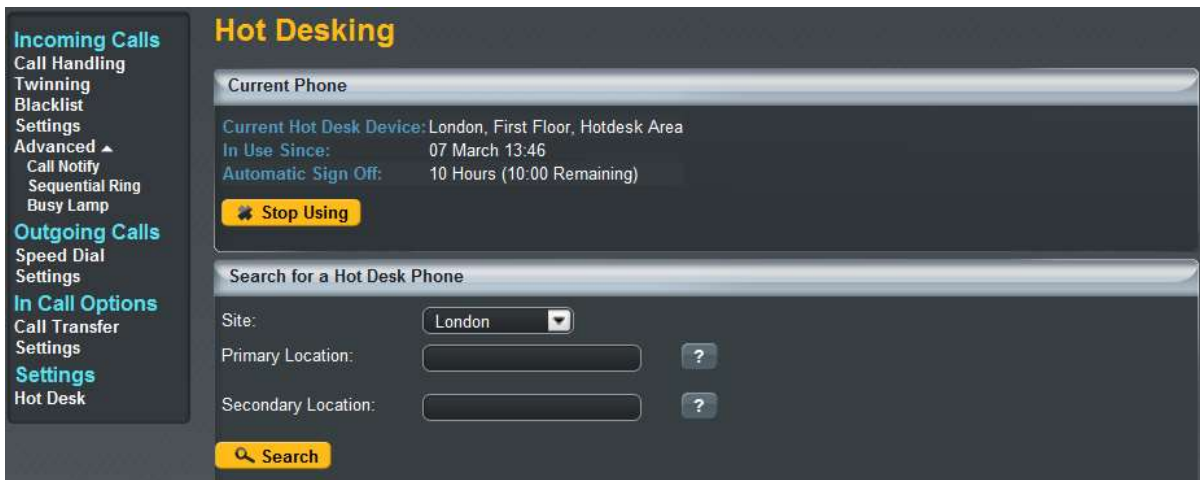 Incoming Calls
Call Handling
Twinning
Blacklist
Settings
Advanced
Call Notify
Sequential Ring
Busy Lamp
Outgoing Calls
Speed Dial
Settings
In Call Options
Call Transfer
Settings
Settings
Hot Desk
Hot Desking
Current Phone
Current Hot Desk Device: London, First Floor, Hotdesk Area
In Use Since: 07 March 13:46
Automatic Sign Off: 10 Hours (10:00 Remaining)
Stop Using
Search for a Hot Desk Phone
Site: London
Primary Location: ?
Secondary Location: ?
Search